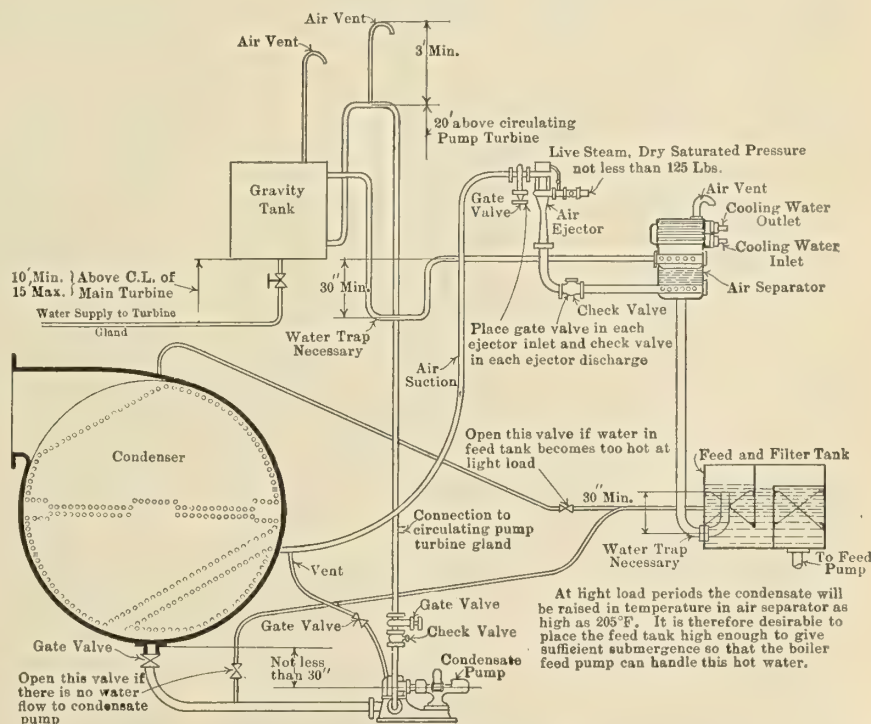 Air Vent
Air Vent
3' Min.
20' above circulating
Pump Turbine
Live Steam, Dry Saturated Pressure
not less than 125 Lbs.
Gravity
Tank
Gate
Valve
Air
Ejector
Air Vent
Cooling Water
Outlet
Cooling Water
Inlet
Air Separator
10' Min. } Above C.L. of
15' Max. } Main Turbine
30"
Min.
Water Supply to Turbine
Gland
Water Trap
Necessary
Check Valve
Place gate valve in each
ejector inlet and check valve
in each ejector discharge
Air
Suction
Condenser
Open this valve if water in
feed tank becomes too hot at
light load
Feed and Filter Tank
30" Min.
Connection to
circulating pump
turbine gland
Water Trap
Necessary
To Feed
Pump
Vent
At light load periods the condensate will
be raised in temperature in air separator as
high as 205°F. It is therefore desirable to
place the feed tank high enough to give
sufficient submergence so that the boiler
feed pump can handle this hot water.
Gate Valve
Gate Valve
Check Valve
Gate Valve
Not less
than 30"
Condensate
Pump
Open this valve if
there is no water
flow to condensate
pump